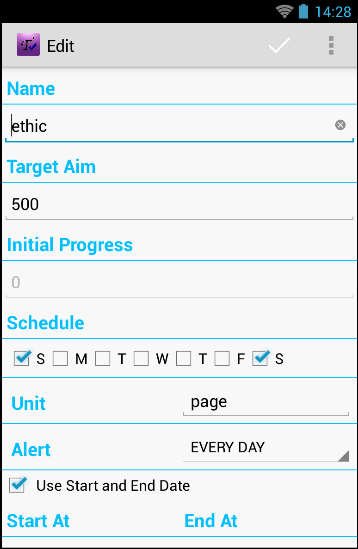 14:28
Edit
Name
ethic
Target Aim
500
Initial Progress
0
Schedule
S M T W T F S
Unit page
Alert EVERY DAY
Use Start and End Date
Start At End At